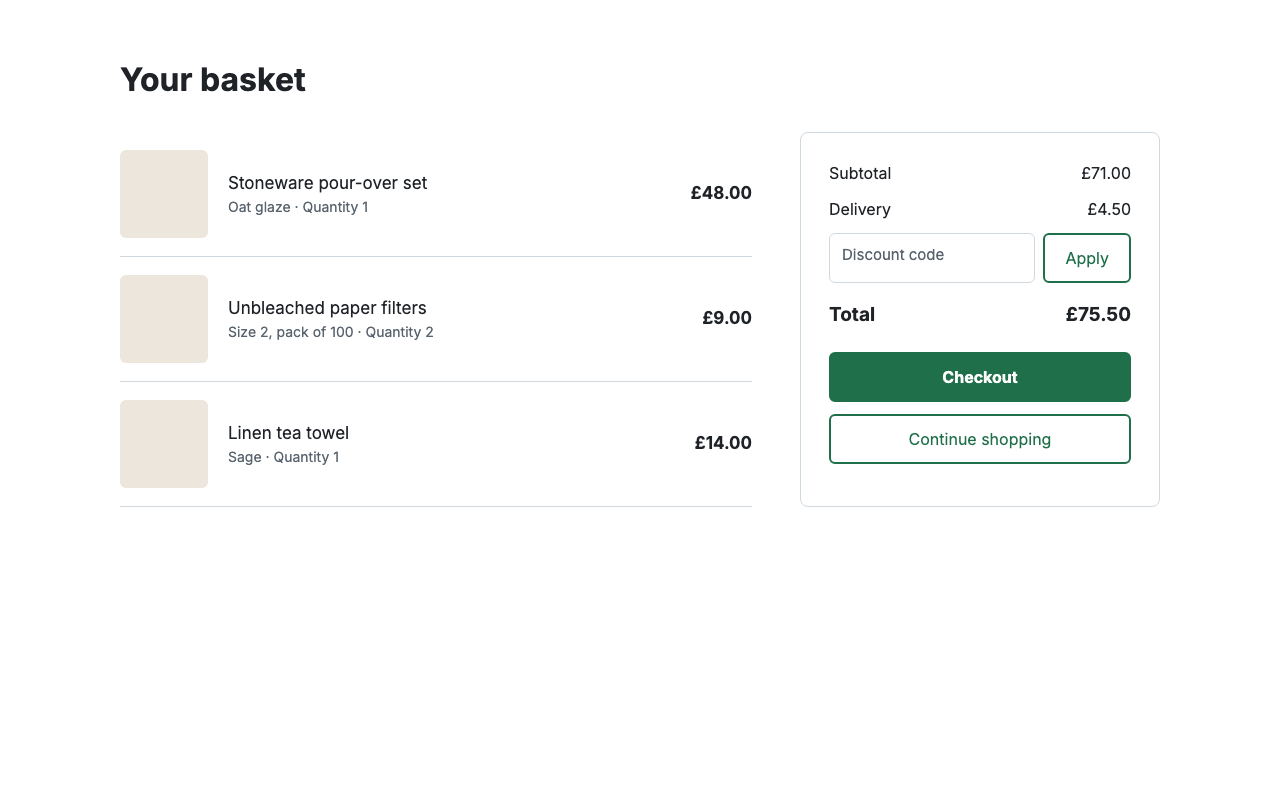 Your basket
Stoneware pour-over set
Oat glaze · Quantity 1
£48.00
Unbleached paper filters
Size 2, pack of 100 · Quantity 2
£9.00
Linen tea towel
Sage · Quantity 1
£14.00
Subtotal £71.00
Delivery £4.50
Discount code Apply
Total £75.50
Checkout
Continue shopping